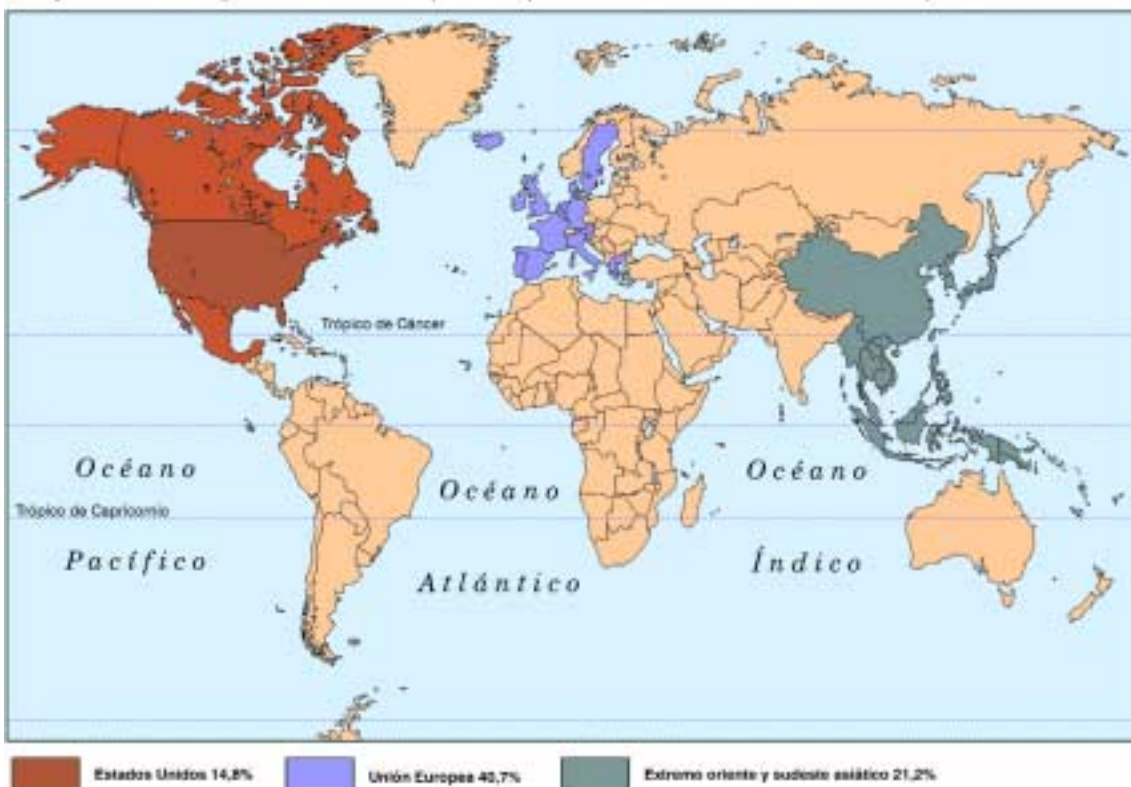 Trópico de Cáncer
Océano
Océano
Océano
Trópico de Capricornio
Pacífico
Atlántico
Índico
Estados Unidos 14,8%
Unión Europea 40,7%
Extremo oriente y sudeste asiático 21,2%